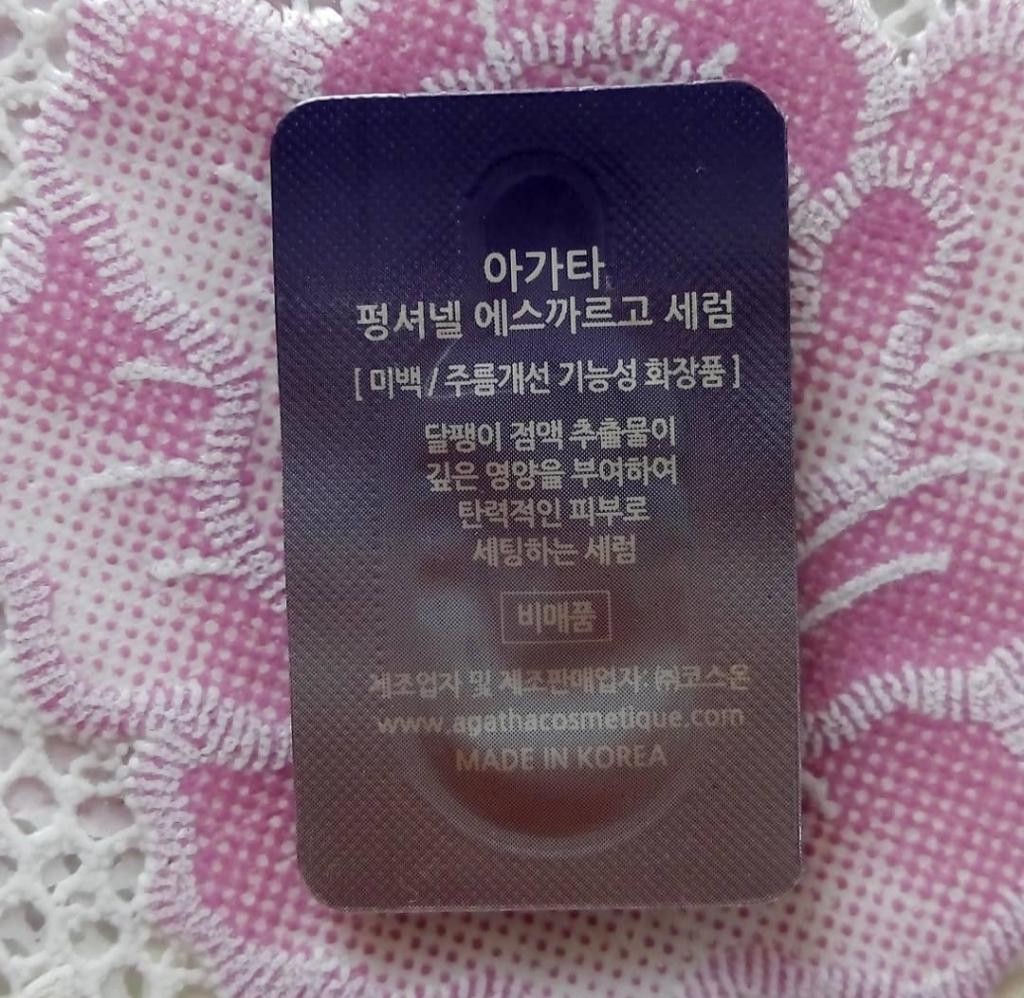 아가타
펑셔넬 에스까르고 세럼
[ 미백 / 주름개선 기능성 화장품 ]
달팽이 점액 추출물이
깊은 영양을 부여하여
탄력적인 피부로
세팅하는 세럼
비매품
제조업자 및 제조판매업자: ㈜코스온
www.agathacosmetique.com
MADE IN KOREA